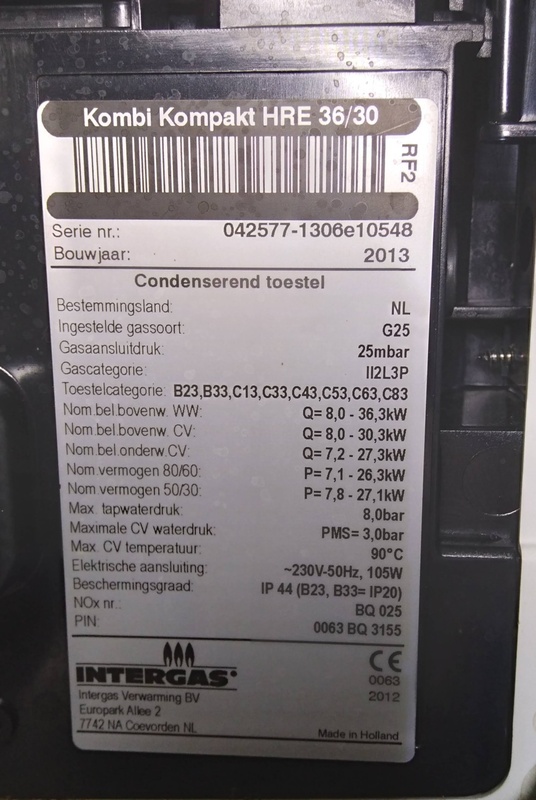 Kombi Kompakt HRE 36/30
RF2
Serie nr.: 042577-1306e10548
Bouwjaar: 2013
Condenserend toestel
Bestemmingsland: NL
Ingestelde gassoort: G25
Gasaansluitdruk: 25mbar
Gascategorie: II2L3P
Toestelcategorie: B23,B33,C13,C33,C43,C53,C63,C83
Nom.bel.bovenw. WW: Q= 8,0 - 36,3kW
Nom.bel.bovenw. CV: Q= 8,0 - 30,3kW
Nom.bel.onderw.CV: Q= 7,2 - 27,3kW
Nom vermogen 80/60: P= 7,1 - 26,3kW
Nom vermogen 50/30: P= 7,8 - 27,1kW
Max. tapwaterdruk: 8,0bar
Maximale CV waterdruk: PMS= 3,0bar
Max. CV temperatuur: 90°C
Elektrische aansluiting: ~230V-50Hz, 105W
Beschermingsgraad: IP 44 (B23, B33= IP20)
NOx nr.: BQ 025
PIN: 0063 BQ 3155
INTERGAS
CE
Intergas Verwarming BV 0063
Europark Allee 2 2012
7742 NA Coevorden NL
Made in Holland